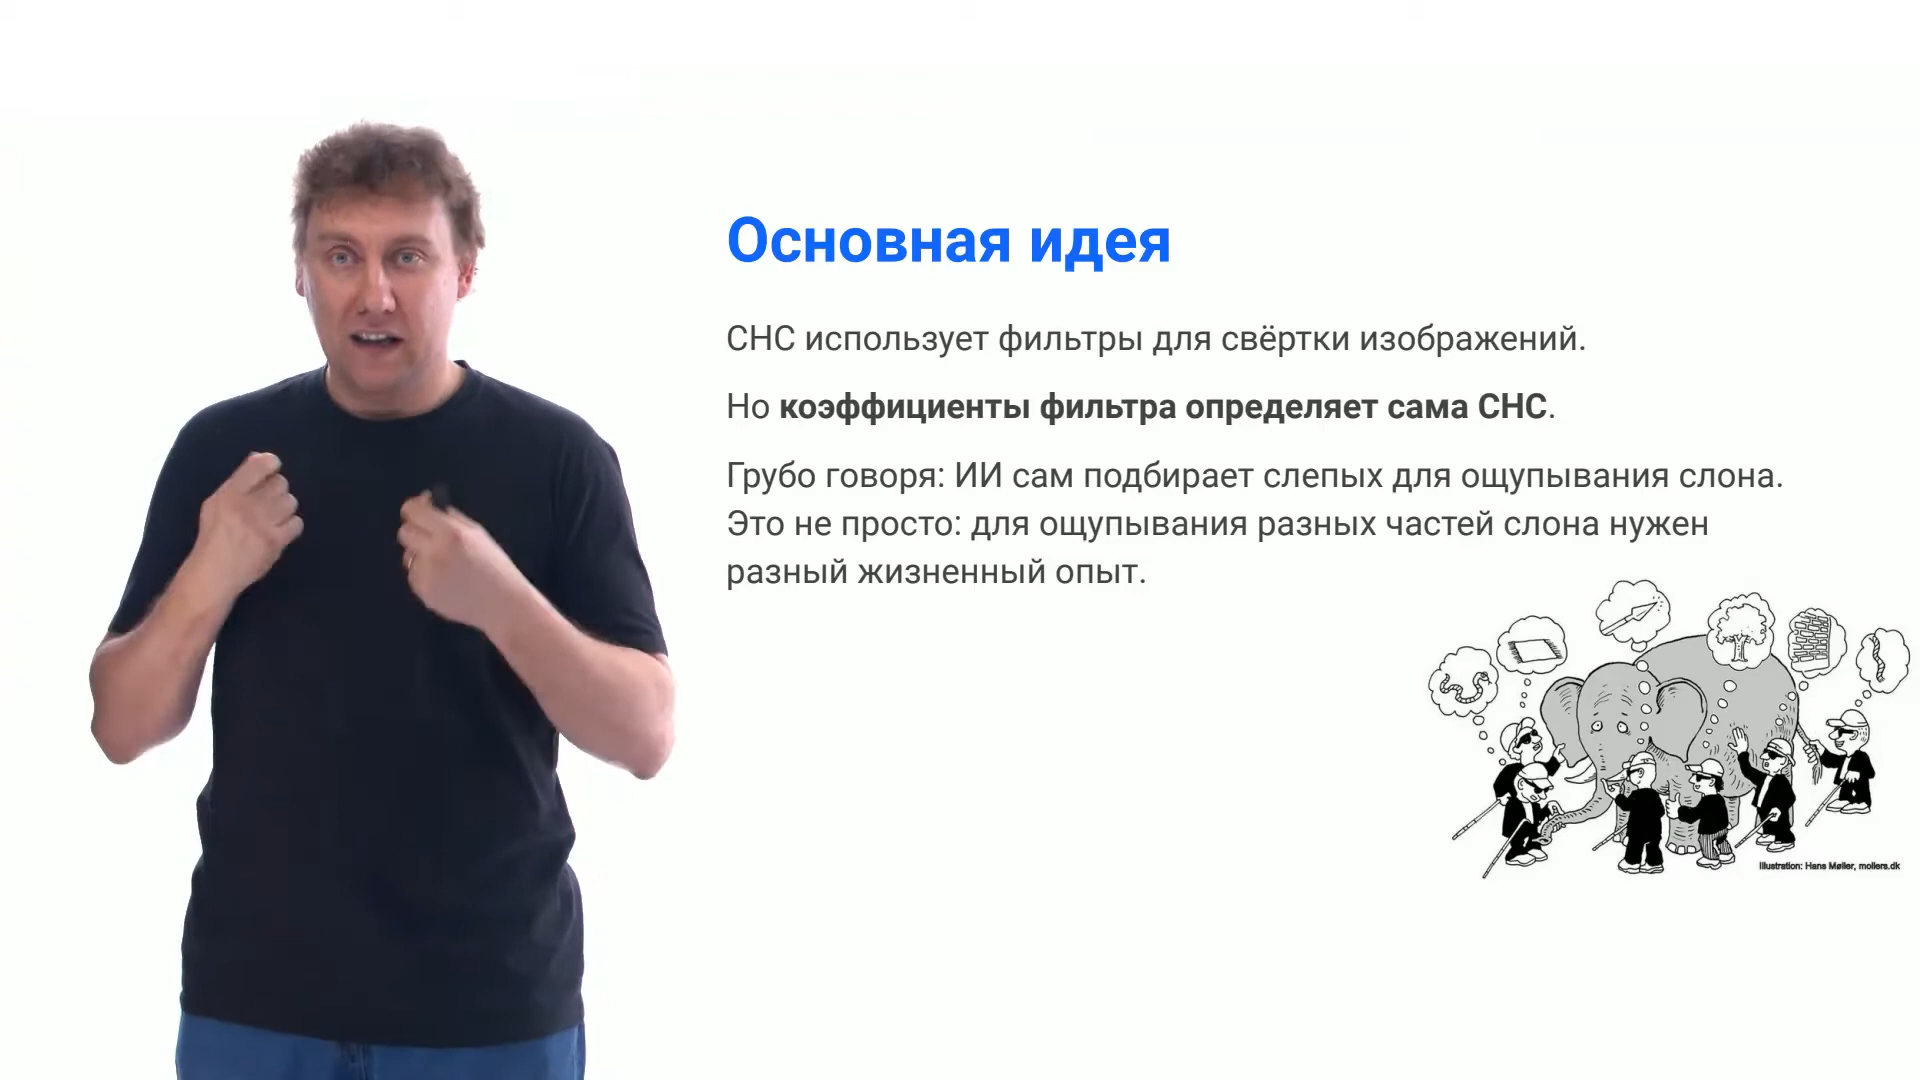 Основная идея
СНС использует фильтры для свёртки изображений.
Но коэффициенты фильтра определяет сама СНС.
Грубо говоря: ИИ сам подбирает слепых для ощупывания слона.
Это не просто: для ощупывания разных частей слона нужен
разный жизненный опыт.
Illustration: Hans Møller, mollers.dk